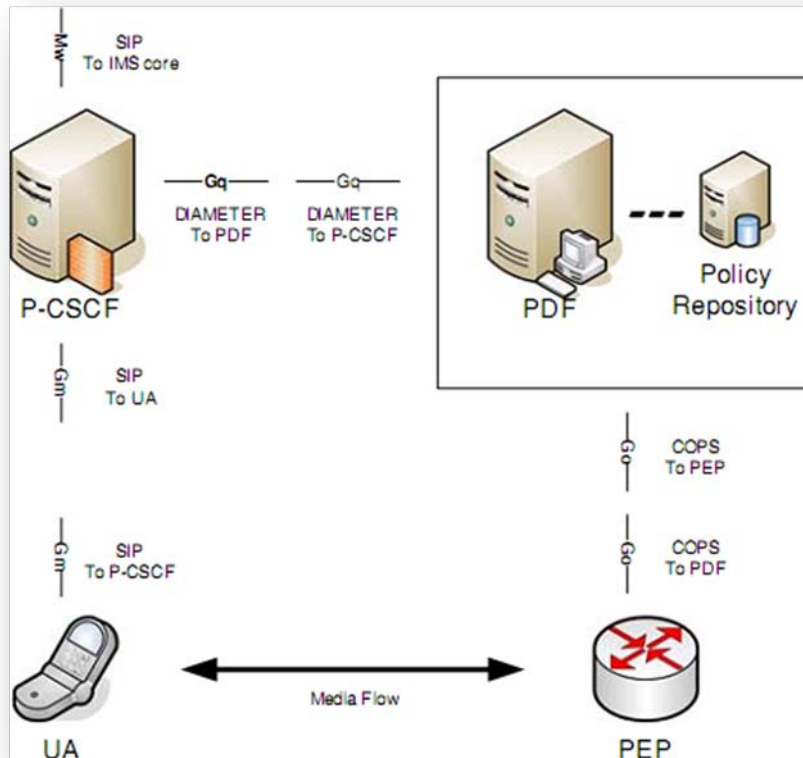 Mw
SIP
To IMS core
Gq
Gq
DIAMETER
To PDF
DIAMETER
To P-CSCF
P-CSCF
PDF
Policy
Repository
Gm
SIP
To UA
Go
COPS
To PEP
Gm
SIP
To P-CSCF
Go
COPS
To PDF
Media Flow
UA
PEP